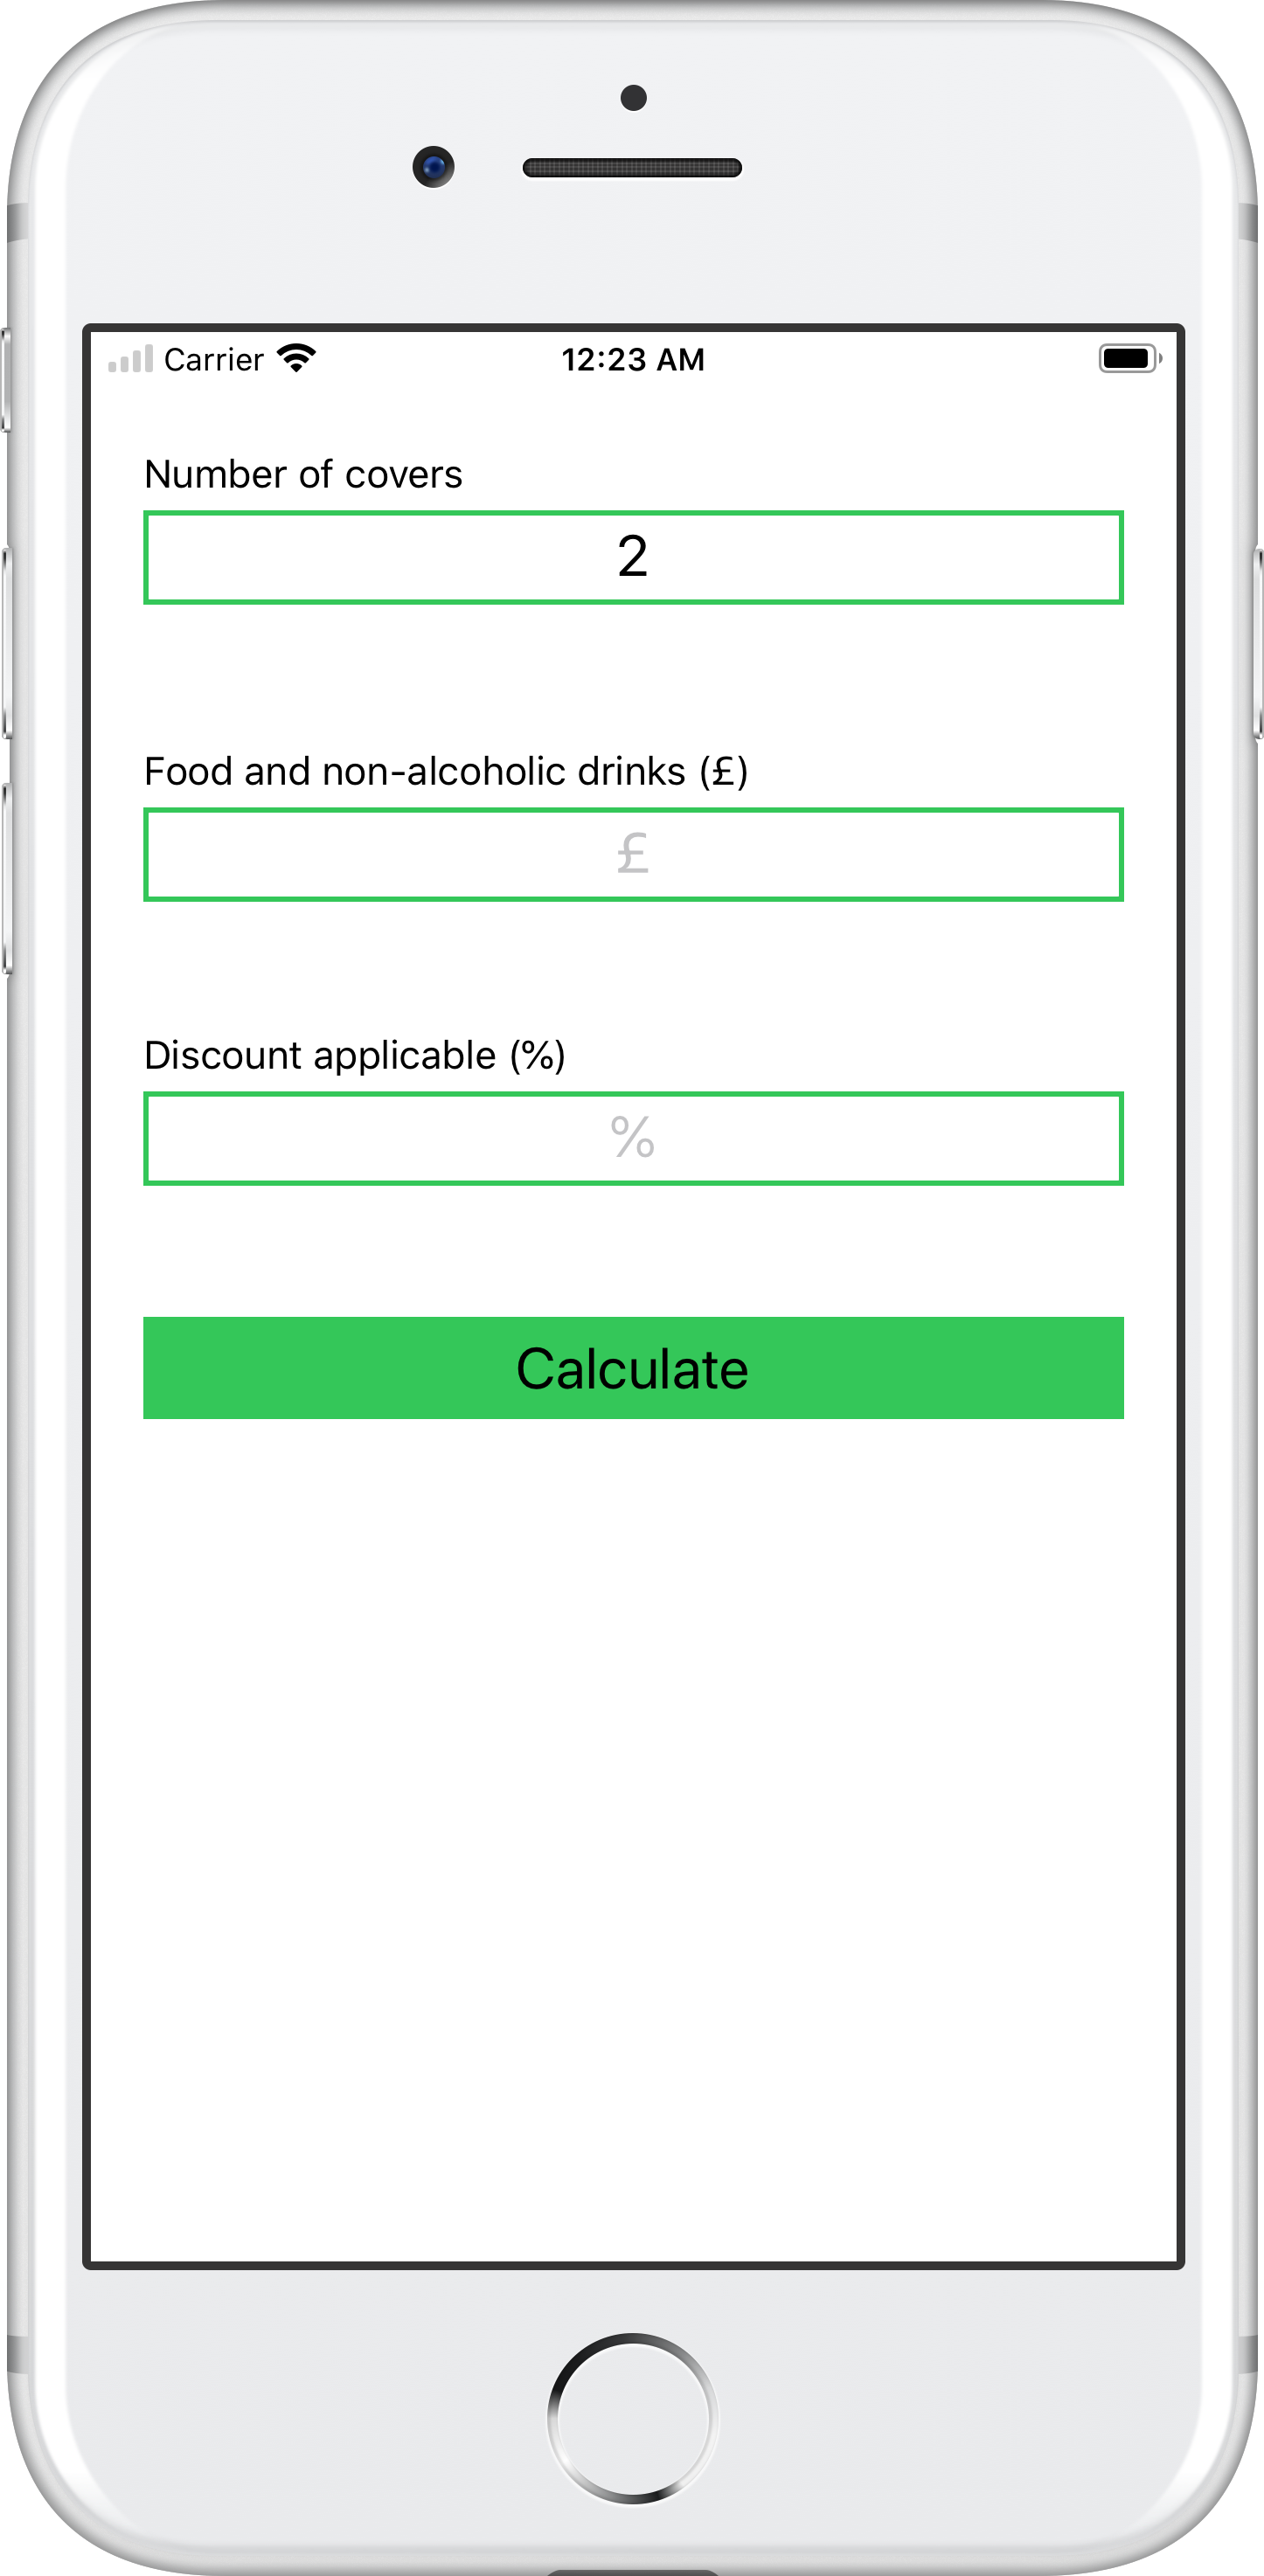 Carrier 12:23 AM
Number of covers
2
Food and non-alcoholic drinks (£)
£
Discount applicable (%)
%
Calculate